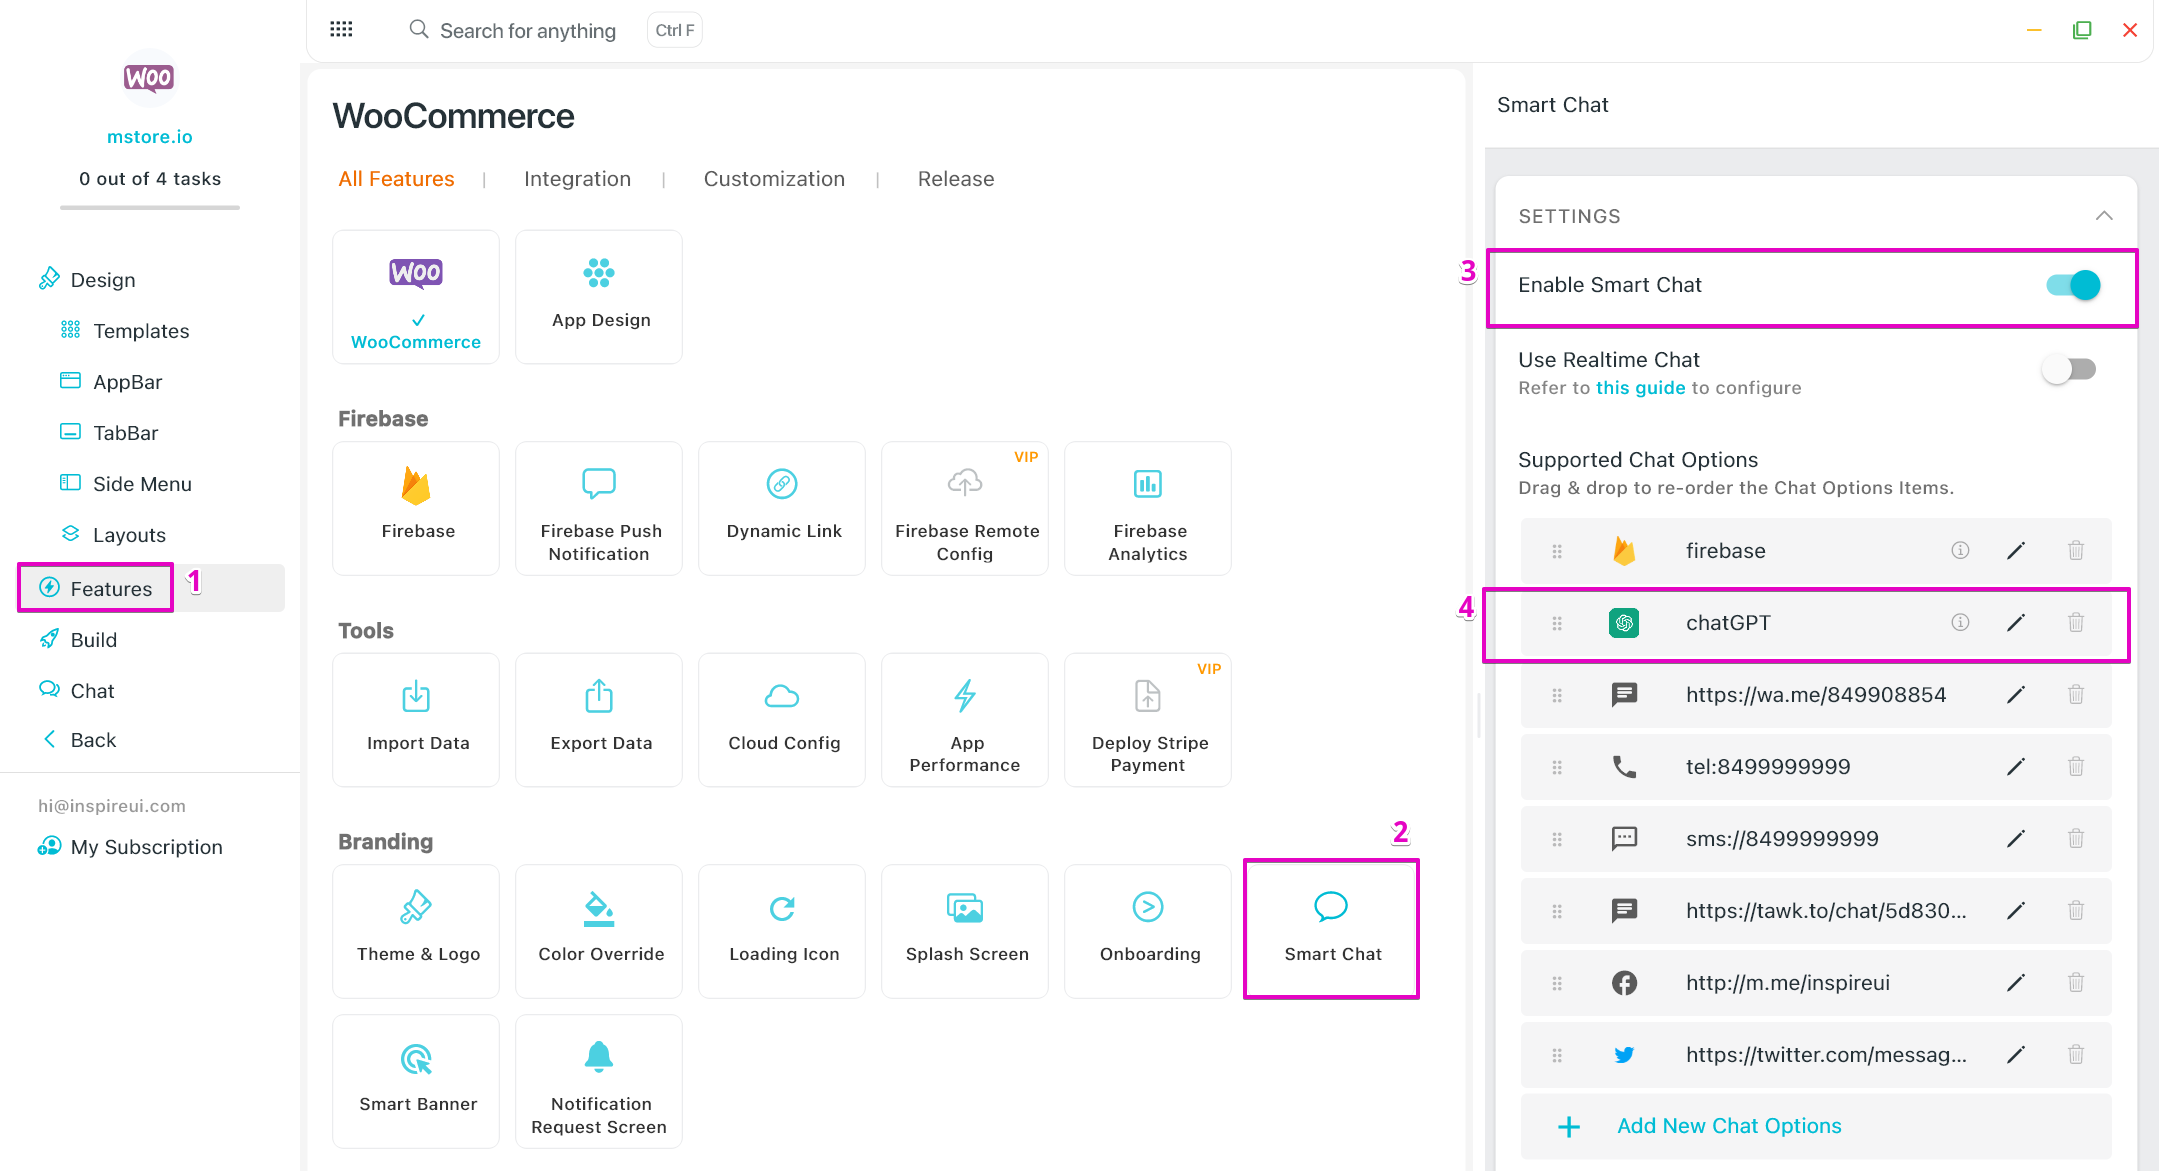 Search for anything
Ctrl F
WOO
mstore.io
0 out of 4 tasks
Design
Templates
AppBar
TabBar
Side Menu
Layouts
Features
1
Build
Chat
Back
hi@inspireui.com
My Subscription
WooCommerce
All Features | Integration | Customization | Release
WOO
WooCommerce
App Design
Firebase
Firebase
Firebase Push
Notification
Dynamic Link
VIP
Firebase Remote
Config
Firebase
Analytics
Tools
Import Data
Export Data
Cloud Config
App
Performance
VIP
Deploy Stripe
Payment
Branding
2
Theme & Logo
Color Override
Loading Icon
Splash Screen
Onboarding
Smart Chat
Smart Banner
Notification
Request Screen
Smart Chat
SETTINGS
3
Enable Smart Chat
Use Realtime Chat
Refer to this guide to configure
Supported Chat Options
Drag & drop to re-order the Chat Options Items.
firebase
4
chatGPT
https://wa.me/849908854
tel:8499999999
sms://8499999999
https://tawk.to/chat/5d830...
http://m.me/inspireui
https://twitter.com/messag...
Add New Chat Options